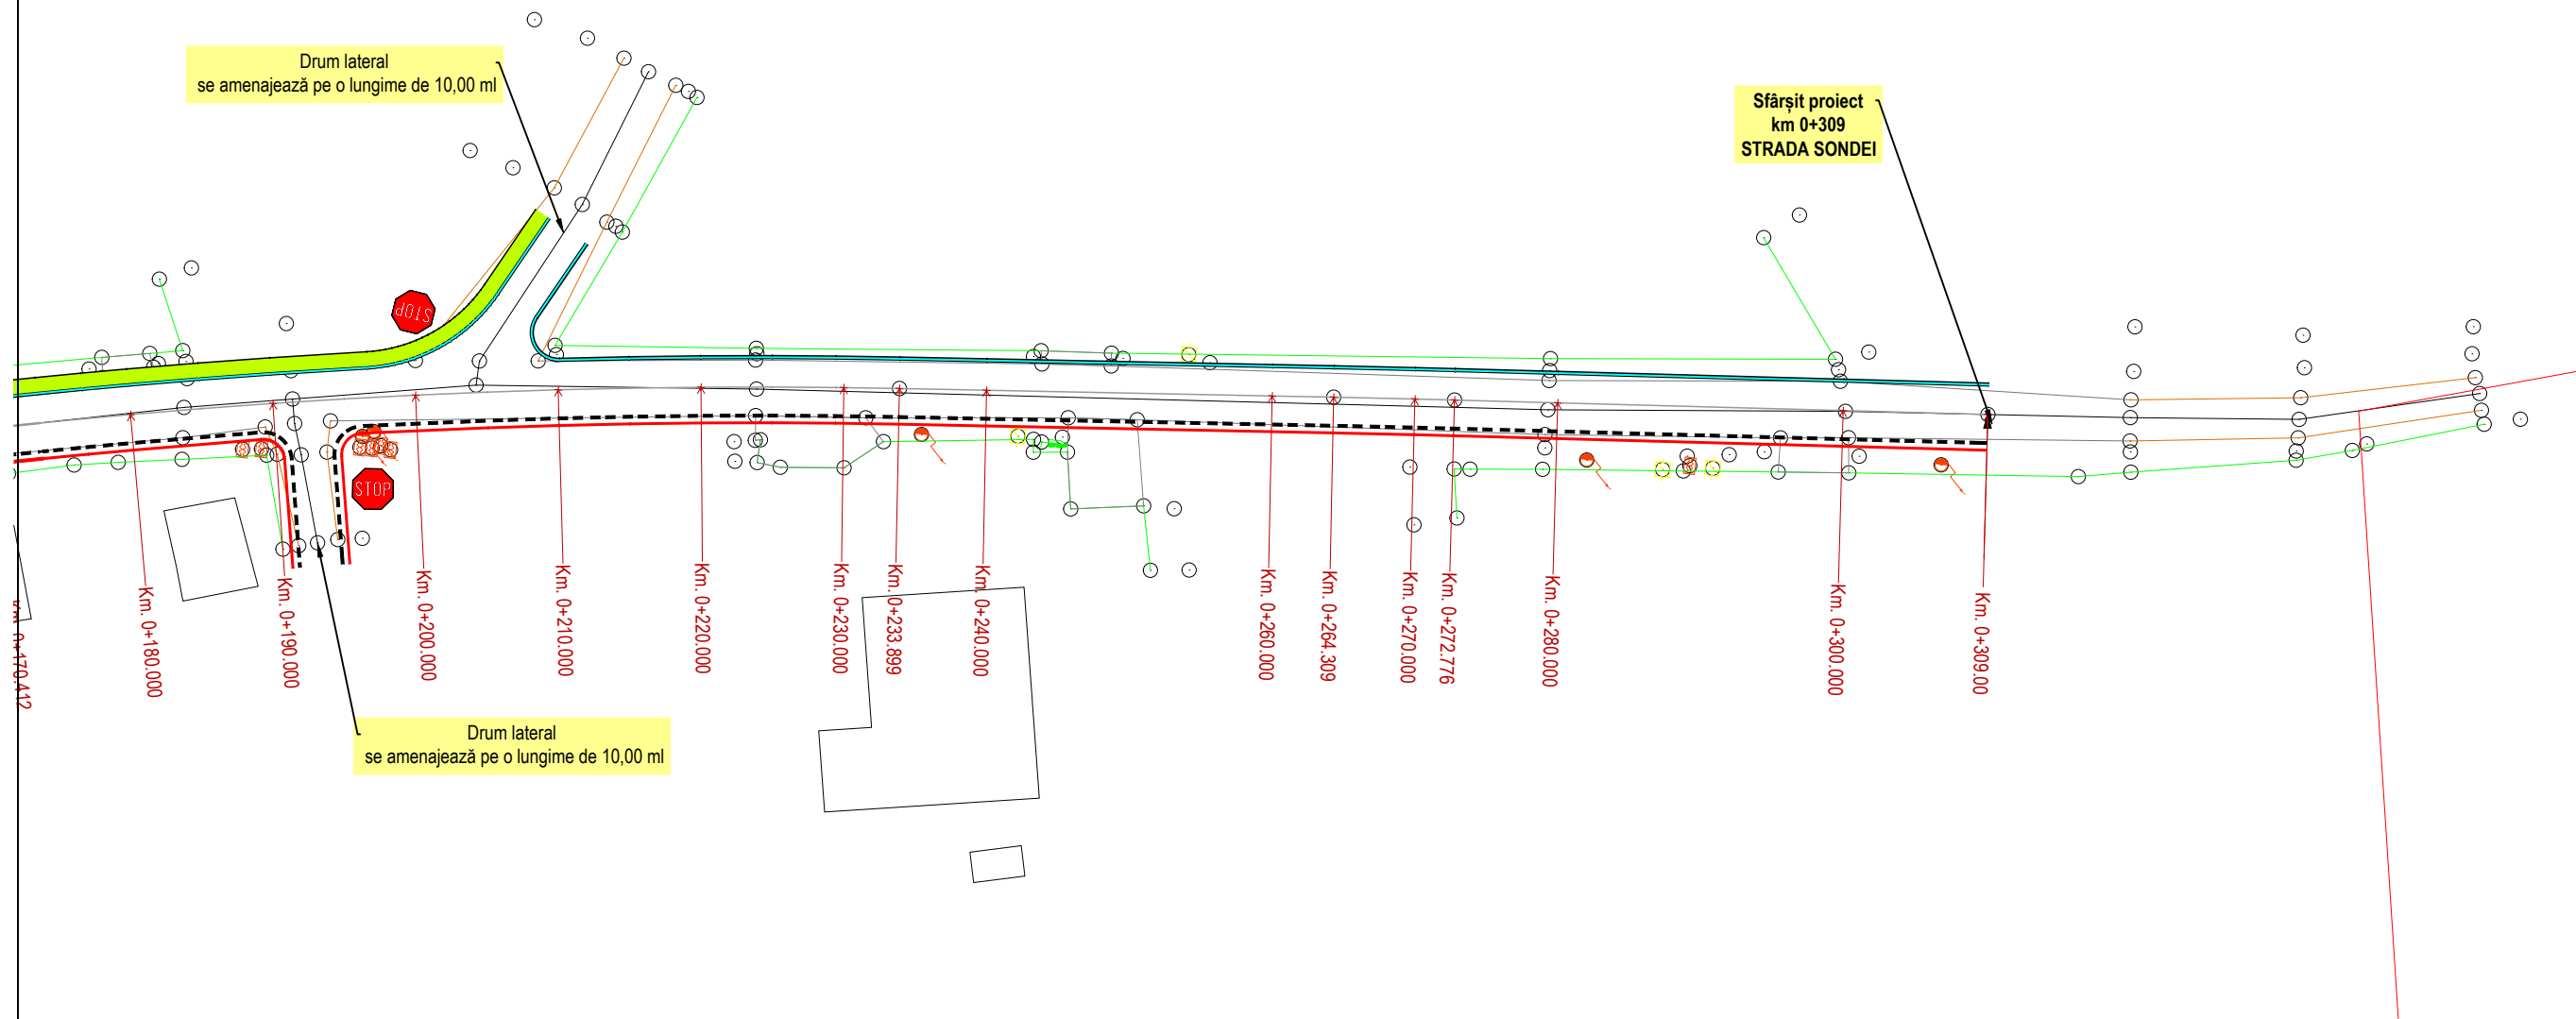 Drum lateral
se amenajează pe o lungime de 10,00 ml
Sfârșit proiect
km 0+309
STRADA SONDEI
STOP
STOP
Km. 0+170.412
Km. 0+180.000
Km. 0+190.000
Km. 0+200.000
Km. 0+210.000
Km. 0+220.000
Km. 0+230.000
Km. 0+233.899
Km. 0+240.000
Km. 0+260.000
Km. 0+264.309
Km. 0+270.000
Km. 0+272.776
Km. 0+280.000
Km. 0+300.000
Km. 0+309.00
Drum lateral
se amenajează pe o lungime de 10,00 ml